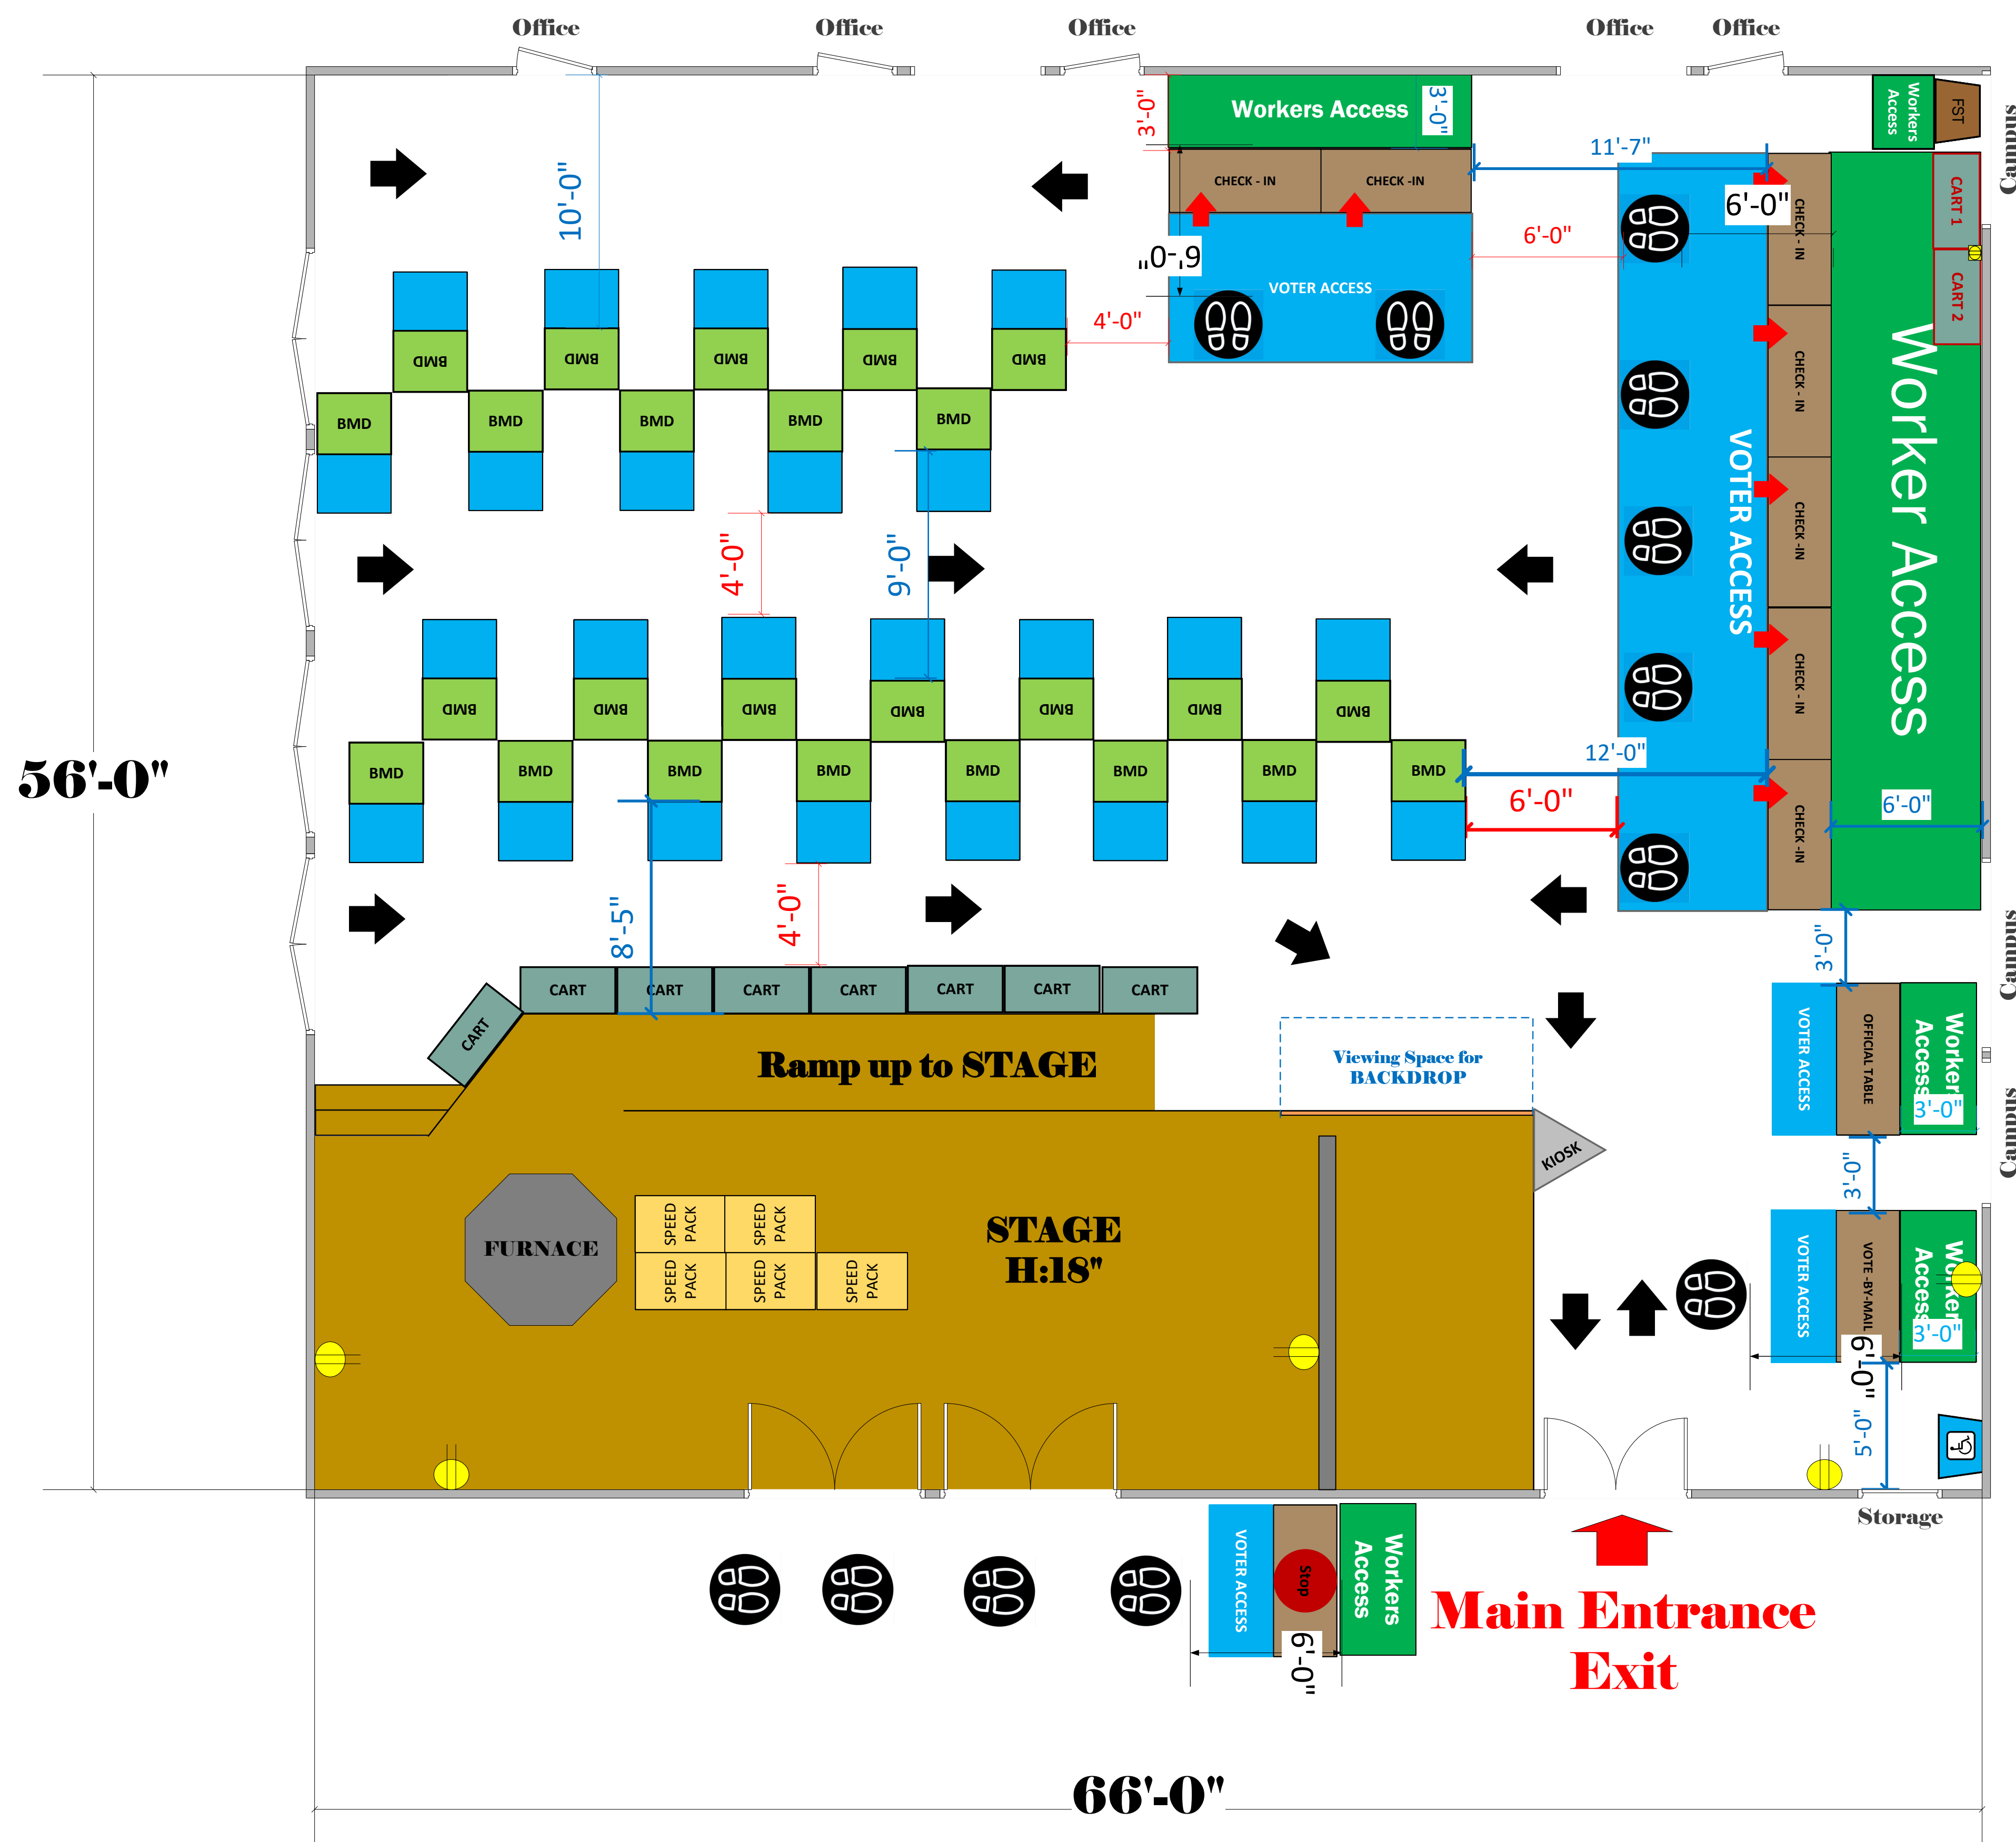 Office
Office
Office
Office
Office
Workers Access
3'-0"
3'-0"
Workers
Access
FST
Campus
11'-7"
10'-0"
CHECK - IN
CHECK -IN
6'-0"
CHECK - IN
CART 1
6'-0"
6'-0"
VOTER ACCESS
CART 2
4'-0"
BMD
BMD
BMD
BMD
BMD
CHECK - IN
Worker Access
BMD
BMD
BMD
BMD
BMD
VOTER ACCESS
4'-0"
9'-0"
CHECK -IN
CHECK - IN
BMD
BMD
BMD
BMD
BMD
BMD
BMD
56'-0"
BMD
BMD
BMD
BMD
BMD
BMD
BMD
BMD
12'-0"
6'-0"
CHECK -IN
6'-0"
8'-5"
4'-0"
3'-0"
Campus
CART
CART
CART
CART
CART
CART
CART
CART
Ramp up to STAGE
Viewing Space for
BACKDROP
VOTER ACCESS
OFFICIAL TABLE
Worker
Access
3'-0"
KIOSK
3'-0"
Campus
FURNACE
SPEED
PACK
SPEED
PACK
SPEED
PACK
SPEED
PACK
SPEED
PACK
STAGE
H:18"
VOTER ACCESS
VOTE -BY-MAIL
Worker
Access
3'-0"
6'-0"
5'-0"
Storage
VOTER ACCESS
Stop
Workers
Access
6'-0"
Main Entrance
Exit
66'-0"